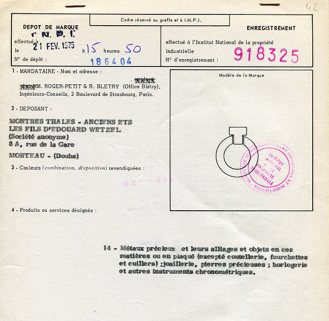 42
Cadre réservé au greffe et à l'I.N.P.I.
DEPOT DE MARQUE
I. N. P. I.
effectué à
21 FEV. 1975 à 15 heures 50
N° de dépôt : 186404
ENREGISTREMENT
effectué à l'Institut National de la propriété
industrielle
N° d'enregistrement : 918325
1 - MANDATAIRE - Nom et adresse :
MM. ROGER-PETIT & R. BLETRY (Office Blétry),
Ingénieurs-Conseils, 2 Boulevard de Strasbourg, Paris.
Modèle de la Marque
2 - DEPOSANT -
MONTRES THALES - ANCIENS ETS
LES FILS D'EDOUARD WETZEL
(Société anonyme)
8 A, rue de la Gare
MORTEAU - (Doubs)
3 - Couleurs (combinaison, disposition) revendiquées :
4 - Produits ou services désignés :
14 - Métaux précieux et leurs alliages et objets en ces
matières ou en plaqué (excepté coutellerie, fourchettes
et cuillers) ; joaillerie, pierres précieuses ; horlogerie
et autres instruments chronométriques.